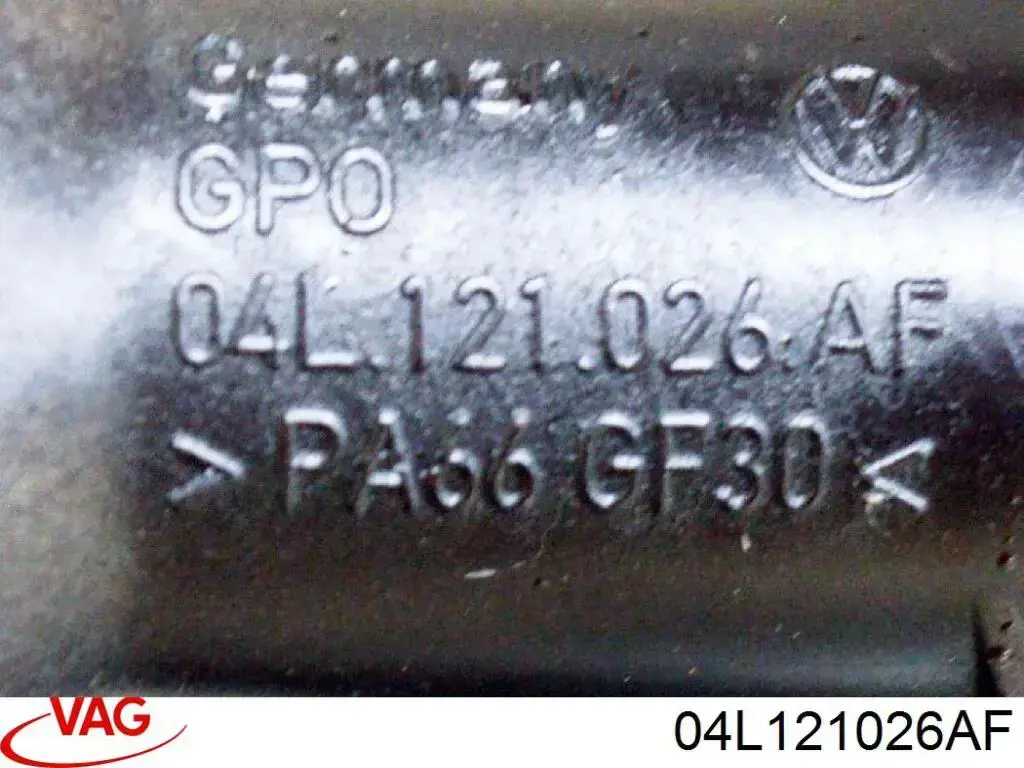 Germany
GPO
04L.121.026.AF
>PA66 GF30<
VAG
04L121026AF